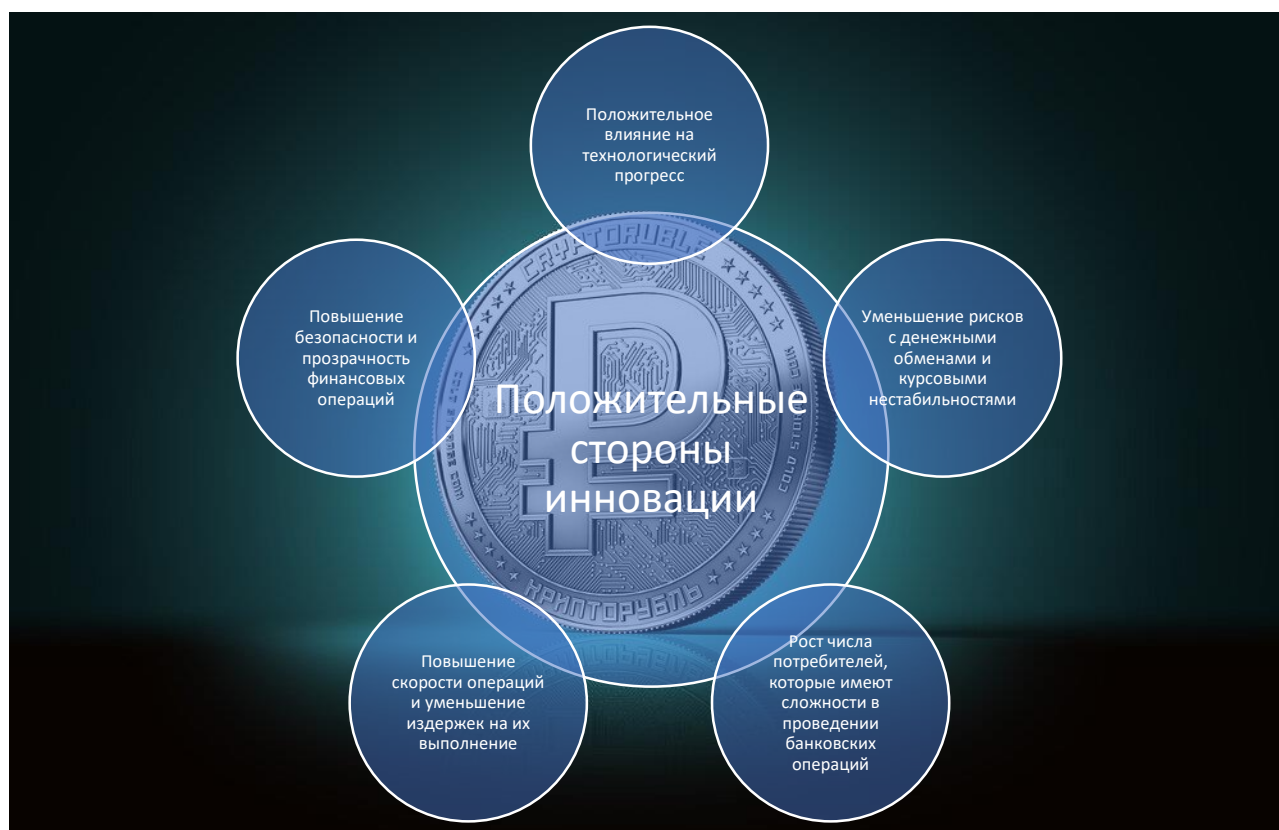 Положительное
влияние на
технологический
прогресс
Уменьшение рисков
с денежными
обменами и
курсовыми
нестабильностями
Рост числа
потребителей,
которые имеют
сложности в
проведении
банковских
операций
Повышение
скорости операций
и уменьшение
издержек на их
выполнение
Повышение
безопасности и
прозрачность
финансовых
операций
Положительные
стороны
инновации
CRYPTORUBLE
КРИПТОРУБЛЬ